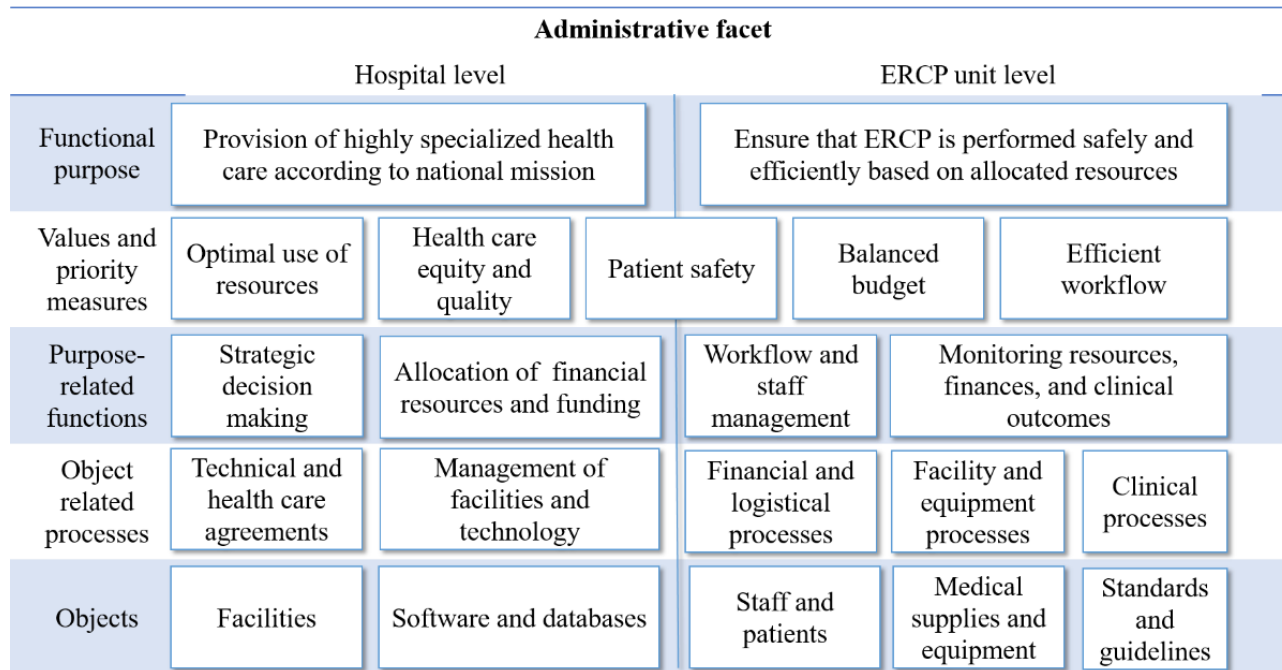 Administrative facet
Hospital level
ERCP unit level
Functional
purpose
Provision of highly specialized health
care according to national mission
Ensure that ERCP is performed safely and
efficiently based on allocated resources
Values and
priority
measures
Optimal use of
resources
Health care
equity and
quality
Patient safety
Balanced
budget
Efficient
workflow
Purpose-
related
functions
Strategic
decision
making
Allocation of financial
resources and funding
Workflow and
staff
management
Monitoring resources,
finances, and clinical
outcomes
Object
related
processes
Technical and
health care
agreements
Management of
facilities and
technology
Financial and
logistical
processes
Facility and
equipment
processes
Clinical
processes
Objects
Facilities
Software and databases
Staff and
patients
Medical
supplies and
equipment
Standards
and
guidelines